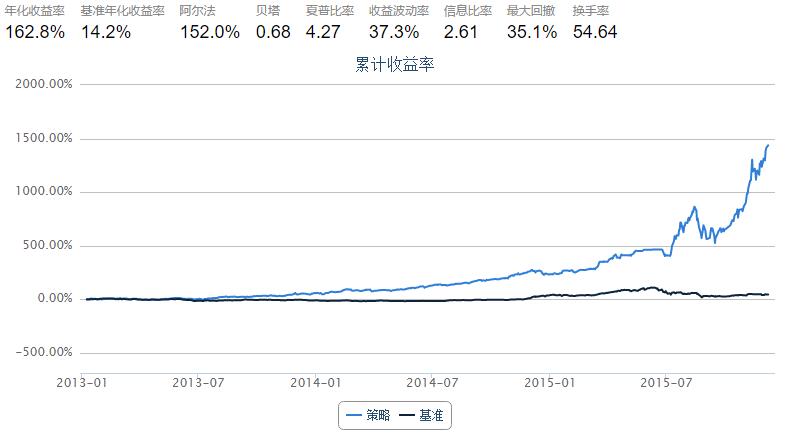 年化收益率 基准年化收益率 阿尔法 贝塔 夏普比率 收益波动率 信息比率 最大回撤 换手率
162.8% 14.2% 152.0% 0.68 4.27 37.3% 2.61 35.1% 54.64
累计收益率
2000.00%
1500.00%
1000.00%
500.00%
0.00%
-500.00%
2013-01 2013-07 2014-01 2014-07 2015-01 2015-07
策略 基准